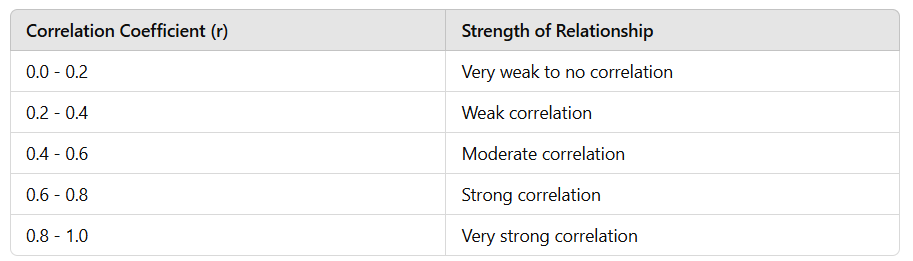 Correlation Coefficient (r) Strength of Relationship
0.0 - 0.2 Very weak to no correlation
0.2 - 0.4 Weak correlation
0.4 - 0.6 Moderate correlation
0.6 - 0.8 Strong correlation
0.8 - 1.0 Very strong correlation